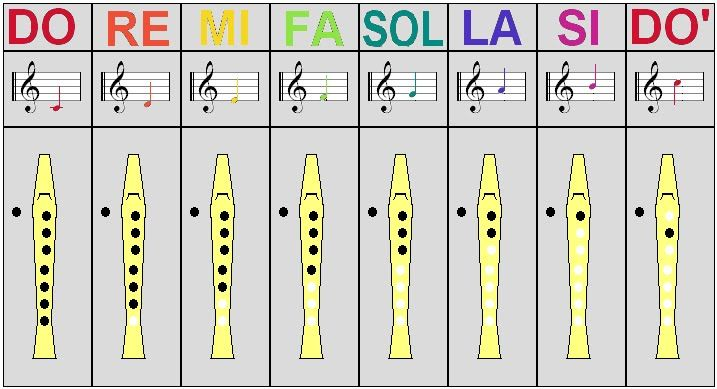 DO RE MI FA SOL LA SI DO'